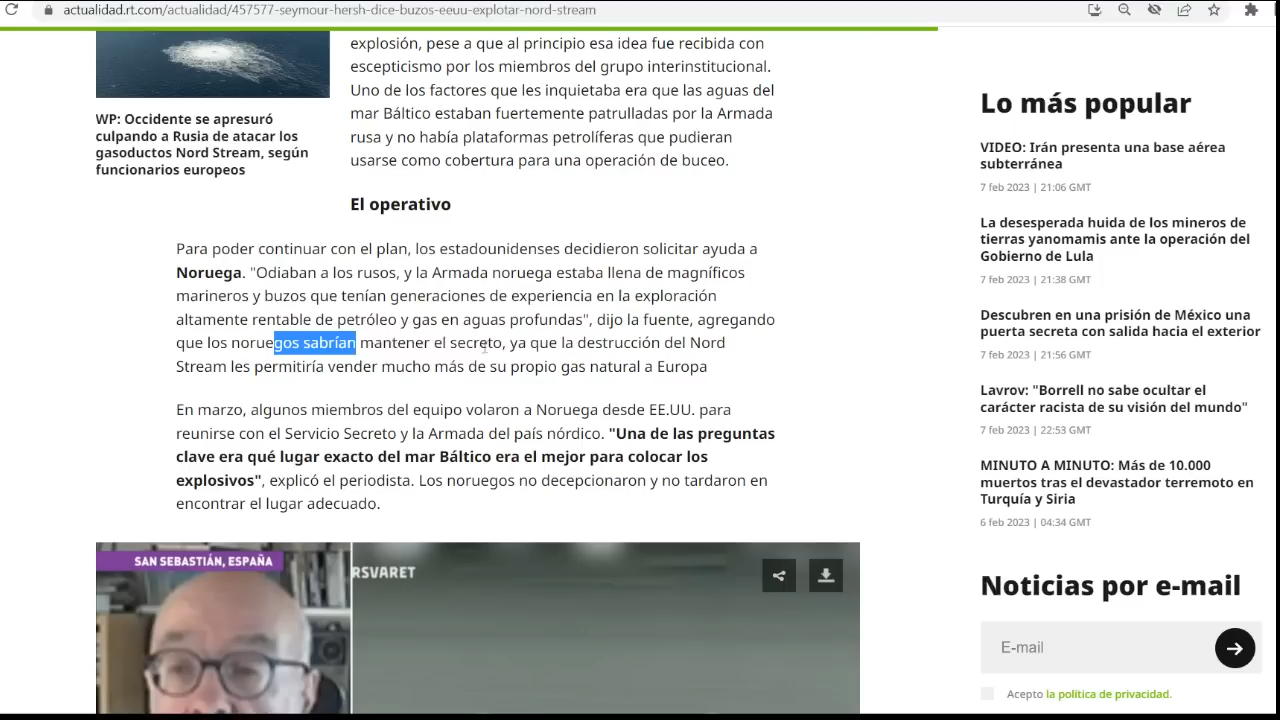 actualidad.rt.com/actualidad/457577-seymour-hersh-dice-buzos-eeuu-explotar-nord-stream
WP: Occidente se apresuró
culpando a Rusia de atacar los
gasoductos Nord Stream, según
funcionarios europeos
explosión, pese a que al principio esa idea fue recibida con
escepticismo por los miembros del grupo interinstitucional.
Uno de los factores que les inquietaba era que las aguas del
mar Báltico estaban fuertemente patrulladas por la Armada
rusa y no había plataformas petrolíferas que pudieran
usarse como cobertura para una operación de buceo.
El operativo
Para poder continuar con el plan, los estadounidenses decidieron solicitar ayuda a
Noruega. "Odiaban a los rusos, y la Armada noruega estaba llena de magníficos
marineros y buzos que tenían generaciones de experiencia en la exploración
altamente rentable de petróleo y gas en aguas profundas", dijo la fuente, agregando
que los noruegos sabrían mantener el secreto, ya que la destrucción del Nord
Stream les permitiría vender mucho más de su propio gas natural a Europa
En marzo, algunos miembros del equipo volaron a Noruega desde EE.UU. para
reunirse con el Servicio Secreto y la Armada del país nórdico. "Una de las preguntas
clave era qué lugar exacto del mar Báltico era el mejor para colocar los
explosivos", explicó el periodista. Los noruegos no decepcionaron y no tardaron en
encontrar el lugar adecuado.
SAN SEBASTIÁN, ESPAÑA
RSVARET
Lo más popular
VIDEO: Irán presenta una base aérea
subterránea
7 feb 2023 | 21:06 GMT
La desesperada huida de los mineros de
tierras yanomamis ante la operación del
Gobierno de Lula
7 feb 2023 | 21:38 GMT
Descubren en una prisión de México una
puerta secreta con salida hacia el exterior
7 feb 2023 | 21:56 GMT
Lavrov: "Borrell no sabe ocultar el
carácter racista de su visión del mundo"
7 feb 2023 | 22:53 GMT
MINUTO A MINUTO: Más de 10.000
muertos tras el devastador terremoto en
Turquía y Siria
6 feb 2023 | 04:34 GMT
Noticias por e-mail
E-mail
Acepto la política de privacidad.